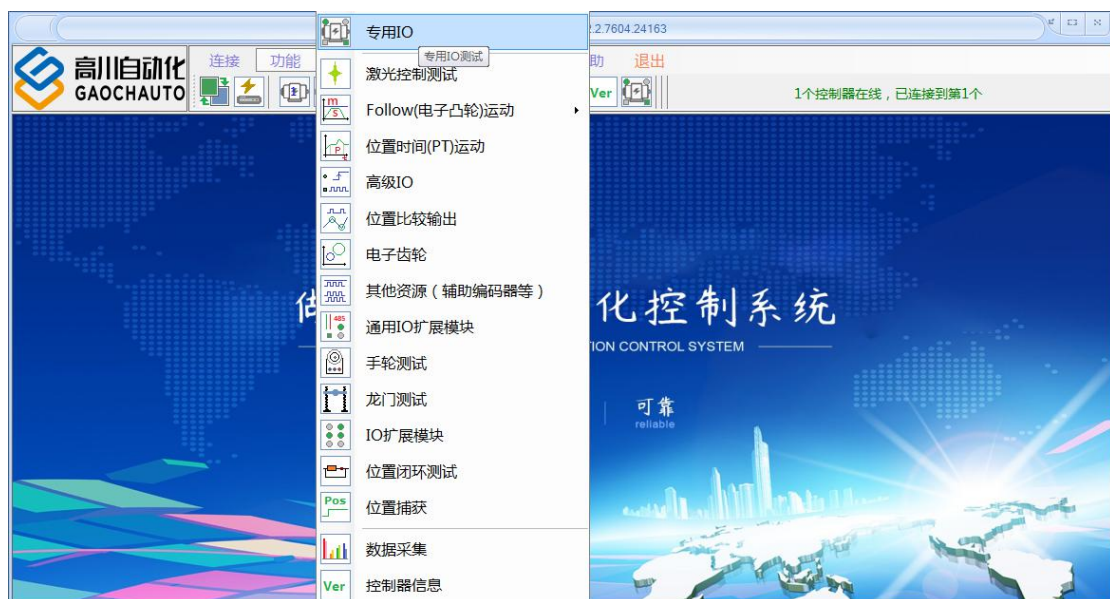 2.2.7604.24163
高川自动化
GAOCHAUTO
连接 功能 助 退出
Ver
1个控制器在线，已连接到第1个
专用IO
专用IO测试
激光控制测试
m
S
Follow(电子凸轮)运动
P
位置时间(PT)运动
高级IO
位置比较输出
电子齿轮
其他资源（辅助编码器等）
485
通用IO扩展模块
手轮测试
龙门测试
IO扩展模块
位置闭环测试
Pos
位置捕获
数据采集
Ver
控制器信息
化控制系统
ION CONTROL SYSTEM
可靠
reliable